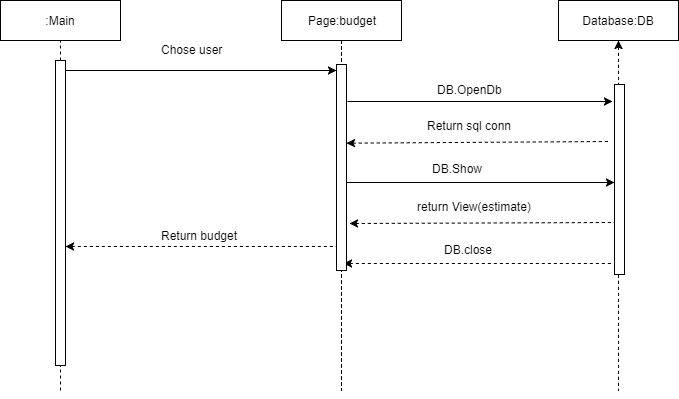 :Main
Page:budget
Database:DB
Chose user
DB.OpenDb
Return sql conn
DB.Show
return View(estimate)
Return budget
DB.close